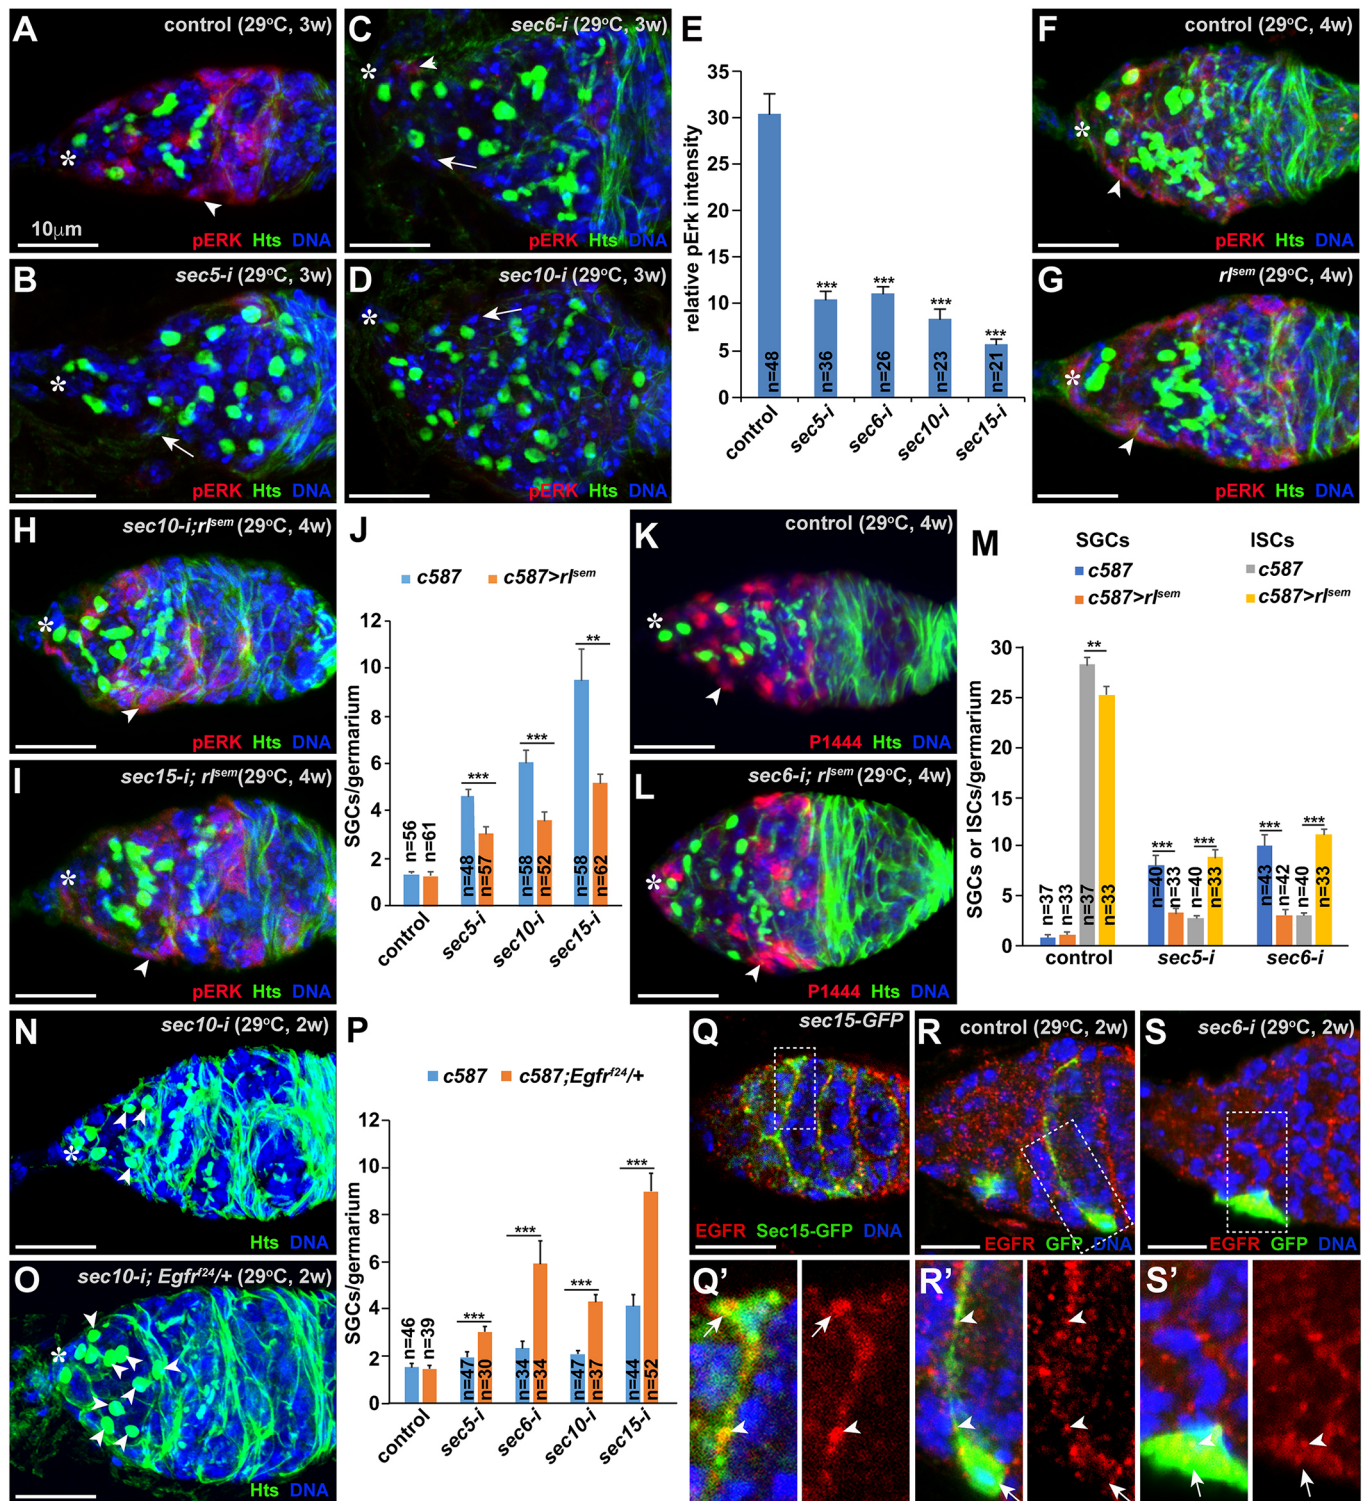 A
control (29°C, 3w)
*
10μm
pERK Hts DNA
B
sec5-i (29°C, 3w)
*
pERK Hts DNA
C
sec6-i (29°C, 3w)
*
pERK Hts DNA
D
sec10-i (29°C, 3w)
*
pERK Hts DNA
E
relative pErk intensity
35
30
25
20
15
10
5
0
***
***
***
***
n=48
n=36
n=26
n=23
n=21
control
sec5-i
sec6-i
sec10-i
sec15-i
F
control (29°C, 4w)
*
pERK Hts DNA
G
rlsem (29°C, 4w)
*
pERK Hts DNA
H
sec10-i;rlsem (29°C, 4w)
*
pERK Hts DNA
I
sec15-i; rlsem (29°C, 4w)
*
pERK Hts DNA
J
c587 c587>rlsem
SGCs/germarium
12
10
8
6
4
2
0
***
***
**
n=56
n=61
n=48
n=57
n=58
n=52
n=58
n=62
control
sec5-i
sec10-i
sec15-i
K
control (29°C, 4w)
*
P1444 Hts DNA
L
sec6-i; rlsem (29°C, 4w)
*
P1444 Hts DNA
M
SGCs ISCs
c587 c587
c587>rlsem c587>rlsem
SGCs or ISCs/germarium
30
25
20
15
10
5
0
**
***
***
***
***
n=37
n=33
n=37
n=33
n=40
n=33
n=40
n=33
n=43
n=42
n=40
n=33
control sec5-i sec6-i
N
sec10-i (29°C, 2w)
*
Hts DNA
O
sec10-i; Egfrf24/+ (29°C, 2w)
*
Hts DNA
P
c587 c587;Egfrf24/+
SGCs/germarium
12
10
8
6
4
2
0
***
***
***
***
n=46
n=39
n=47
n=30
n=34
n=34
n=47
n=37
n=44
n=52
control
sec5-i
sec6-i
sec10-i
sec15-i
Q
sec15-GFP
EGFR Sec15-GFP DNA
R
control (29°C, 2w)
EGFR GFP DNA
S
sec6-i (29°C, 2w)
EGFR GFP DNA
Q'
R'
S'